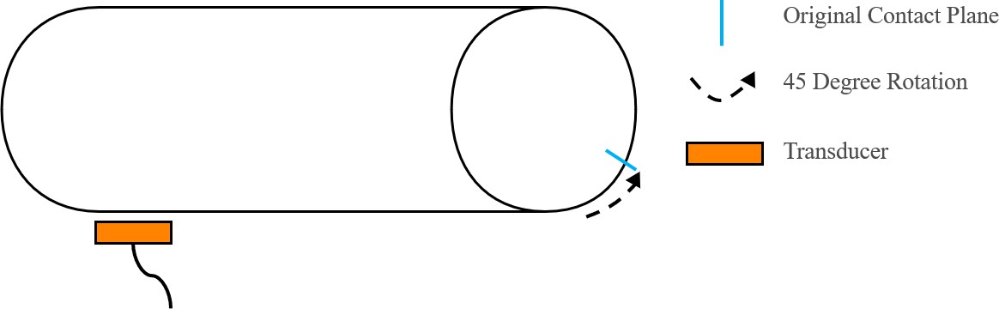 Original Contact Plane
45 Degree Rotation
Transducer